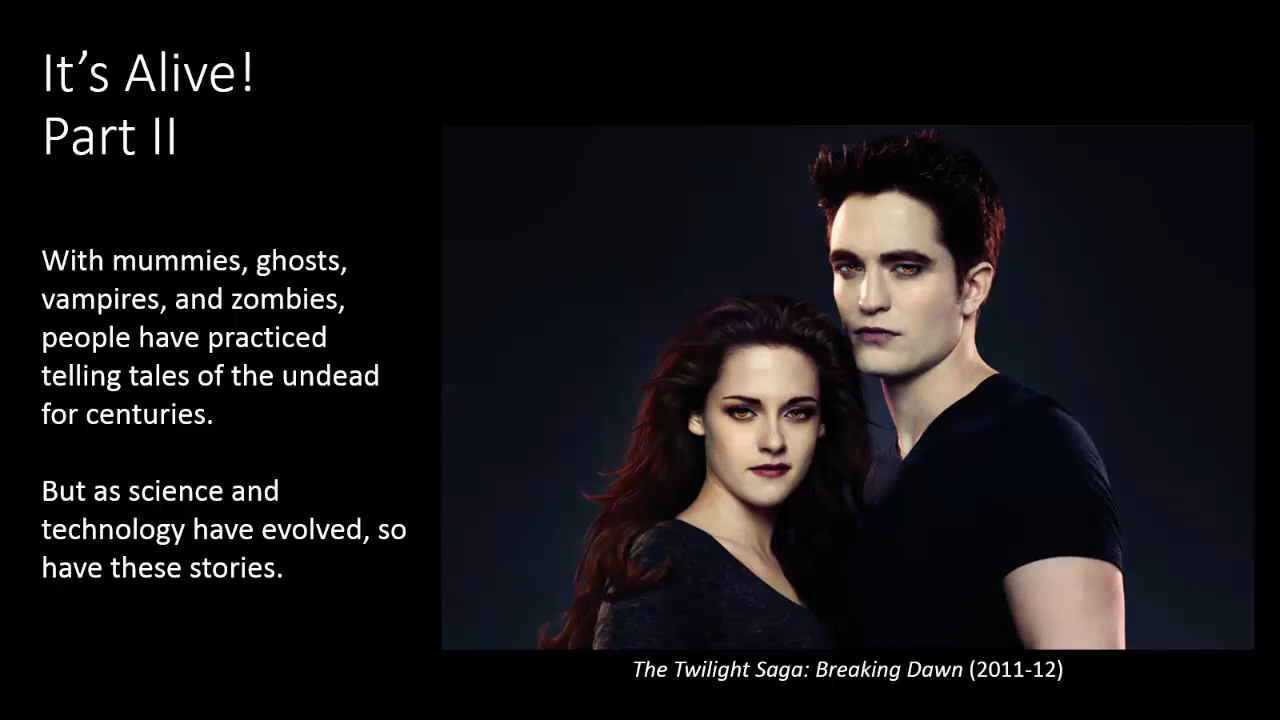 It’s Alive!
Part II
With mummies, ghosts,
vampires, and zombies,
people have practiced
telling tales of the undead
for centuries.
But as science and
technology have evolved, so
have these stories.
The Twilight Saga: Breaking Dawn (2011-12)